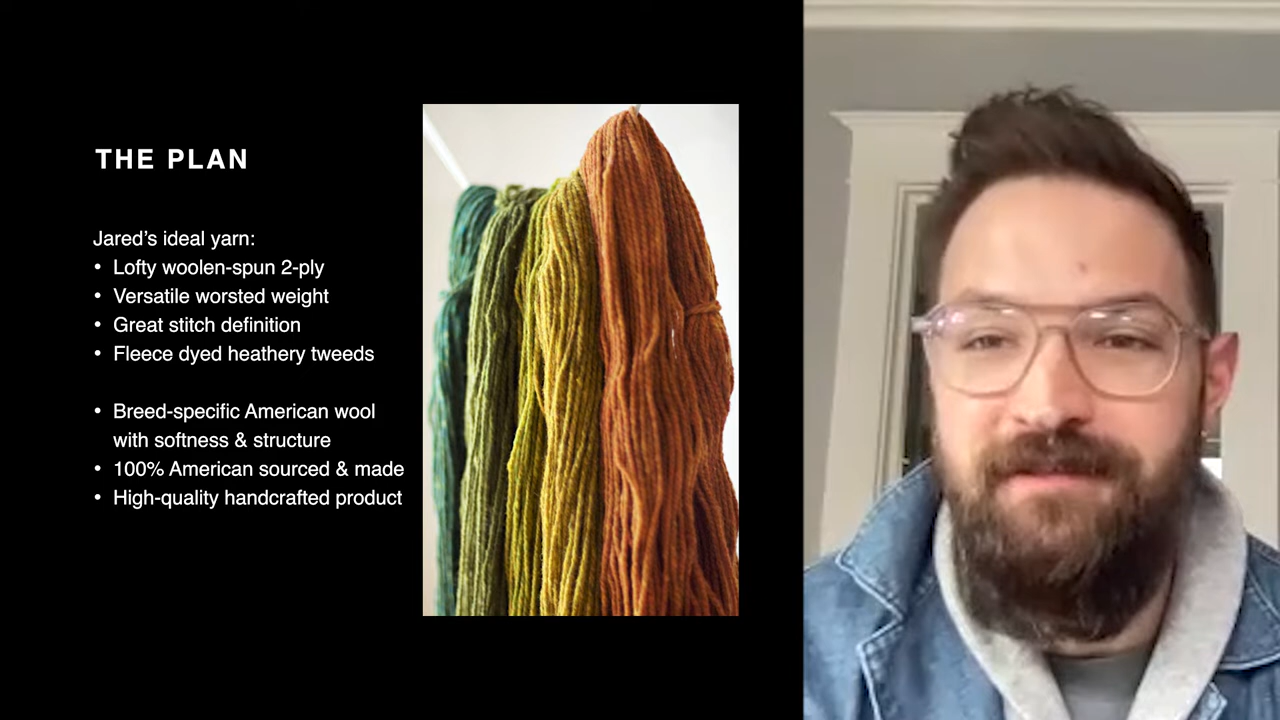 THE PLAN
Jared’s ideal yarn:
• Lofty woolen-spun 2-ply
• Versatile worsted weight
• Great stitch definition
• Fleece dyed heathery tweeds
• Breed-specific American wool
with softness & structure
• 100% American sourced & made
• High-quality handcrafted product